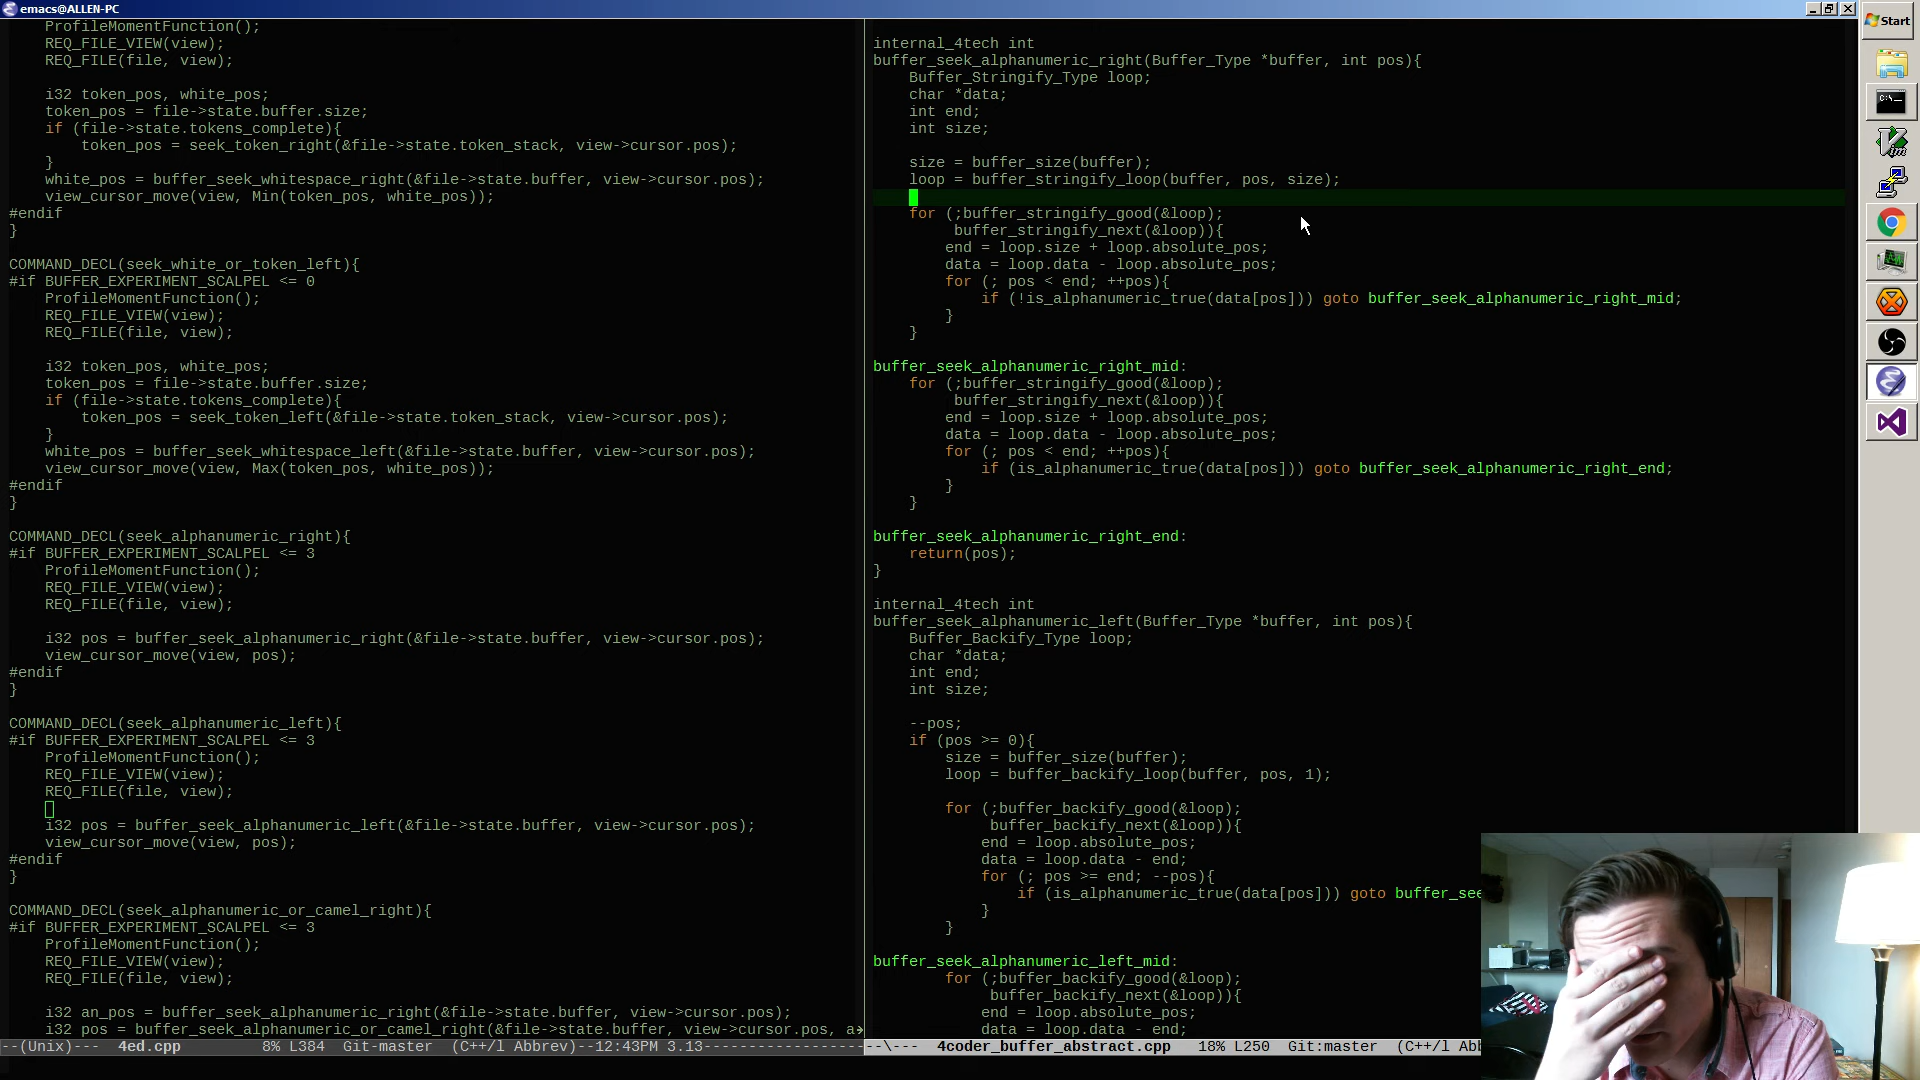 emacs@ALLEN-PC
ProfileMomentFunction();
REQ_FILE_VIEW(view);
REQ_FILE(file, view);
i32 token_pos, white_pos;
token_pos = file->state.buffer.size;
if (file->state.tokens_complete){
token_pos = seek_token_right(&file->state.token_stack, view->cursor.pos);
}
white_pos = buffer_seek_whitespace_right(&file->state.buffer, view->cursor.pos);
view_cursor_move(view, Min(token_pos, white_pos));
#endif
}
COMMAND_DECL(seek_white_or_token_left){
#if BUFFER_EXPERIMENT_SCALPEL <= 0
ProfileMomentFunction();
REQ_FILE_VIEW(view);
REQ_FILE(file, view);
i32 token_pos, white_pos;
token_pos = file->state.buffer.size;
if (file->state.tokens_complete){
token_pos = seek_token_left(&file->state.token_stack, view->cursor.pos);
}
white_pos = buffer_seek_whitespace_left(&file->state.buffer, view->cursor.pos);
view_cursor_move(view, Max(token_pos, white_pos));
#endif
}
COMMAND_DECL(seek_alphanumeric_right){
#if BUFFER_EXPERIMENT_SCALPEL <= 3
ProfileMomentFunction();
REQ_FILE_VIEW(view);
REQ_FILE(file, view);
i32 pos = buffer_seek_alphanumeric_right(&file->state.buffer, view->cursor.pos);
view_cursor_move(view, pos);
#endif
}
COMMAND_DECL(seek_alphanumeric_left){
#if BUFFER_EXPERIMENT_SCALPEL <= 3
ProfileMomentFunction();
REQ_FILE_VIEW(view);
REQ_FILE(file, view);
i32 pos = buffer_seek_alphanumeric_left(&file->state.buffer, view->cursor.pos);
view_cursor_move(view, pos);
#endif
}
COMMAND_DECL(seek_alphanumeric_or_camel_right){
#if BUFFER_EXPERIMENT_SCALPEL <= 3
ProfileMomentFunction();
REQ_FILE_VIEW(view);
REQ_FILE(file, view);
i32 an_pos = buffer_seek_alphanumeric_right(&file->state.buffer, view->cursor.pos);
i32 pos = buffer_seek_alphanumeric_or_camel_right(&file->state.buffer, view->cursor.pos, a
--(Unix)--- 4ed.cpp 8% L384 Git-master (C++/l Abbrev)--12:43PM 3.13------------------
internal_4tech int
buffer_seek_alphanumeric_right(Buffer_Type *buffer, int pos){
Buffer_Stringify_Type loop;
char *data;
int end;
int size;
size = buffer_size(buffer);
loop = buffer_stringify_loop(buffer, pos, size);
for (;buffer_stringify_good(&loop);
buffer_stringify_next(&loop)){
end = loop.size + loop.absolute_pos;
data = loop.data - loop.absolute_pos;
for (; pos < end; ++pos){
if (!is_alphanumeric_true(data[pos])) goto buffer_seek_alphanumeric_right_mid;
}
}
buffer_seek_alphanumeric_right_mid:
for (;buffer_stringify_good(&loop);
buffer_stringify_next(&loop)){
end = loop.size + loop.absolute_pos;
data = loop.data - loop.absolute_pos;
for (; pos < end; ++pos){
if (is_alphanumeric_true(data[pos])) goto buffer_seek_alphanumeric_right_end;
}
}
buffer_seek_alphanumeric_right_end:
return(pos);
}
internal_4tech int
buffer_seek_alphanumeric_left(Buffer_Type *buffer, int pos){
Buffer_Backify_Type loop;
char *data;
int end;
int size;
--pos;
if (pos >= 0){
size = buffer_size(buffer);
loop = buffer_backify_loop(buffer, pos, 1);
for (;buffer_backify_good(&loop);
buffer_backify_next(&loop)){
end = loop.absolute_pos;
data = loop.data - end;
for (; pos >= end; --pos){
if (is_alphanumeric_true(data[pos])) goto buffer_see
}
}
buffer_seek_alphanumeric_left_mid:
for (;buffer_backify_good(&loop);
buffer_backify_next(&loop)){
end = loop.absolute_pos;
data = loop.data - end;
--\--- 4coder_buffer_abstract.cpp 18% L250 Git:master (C++/l Abb
Start